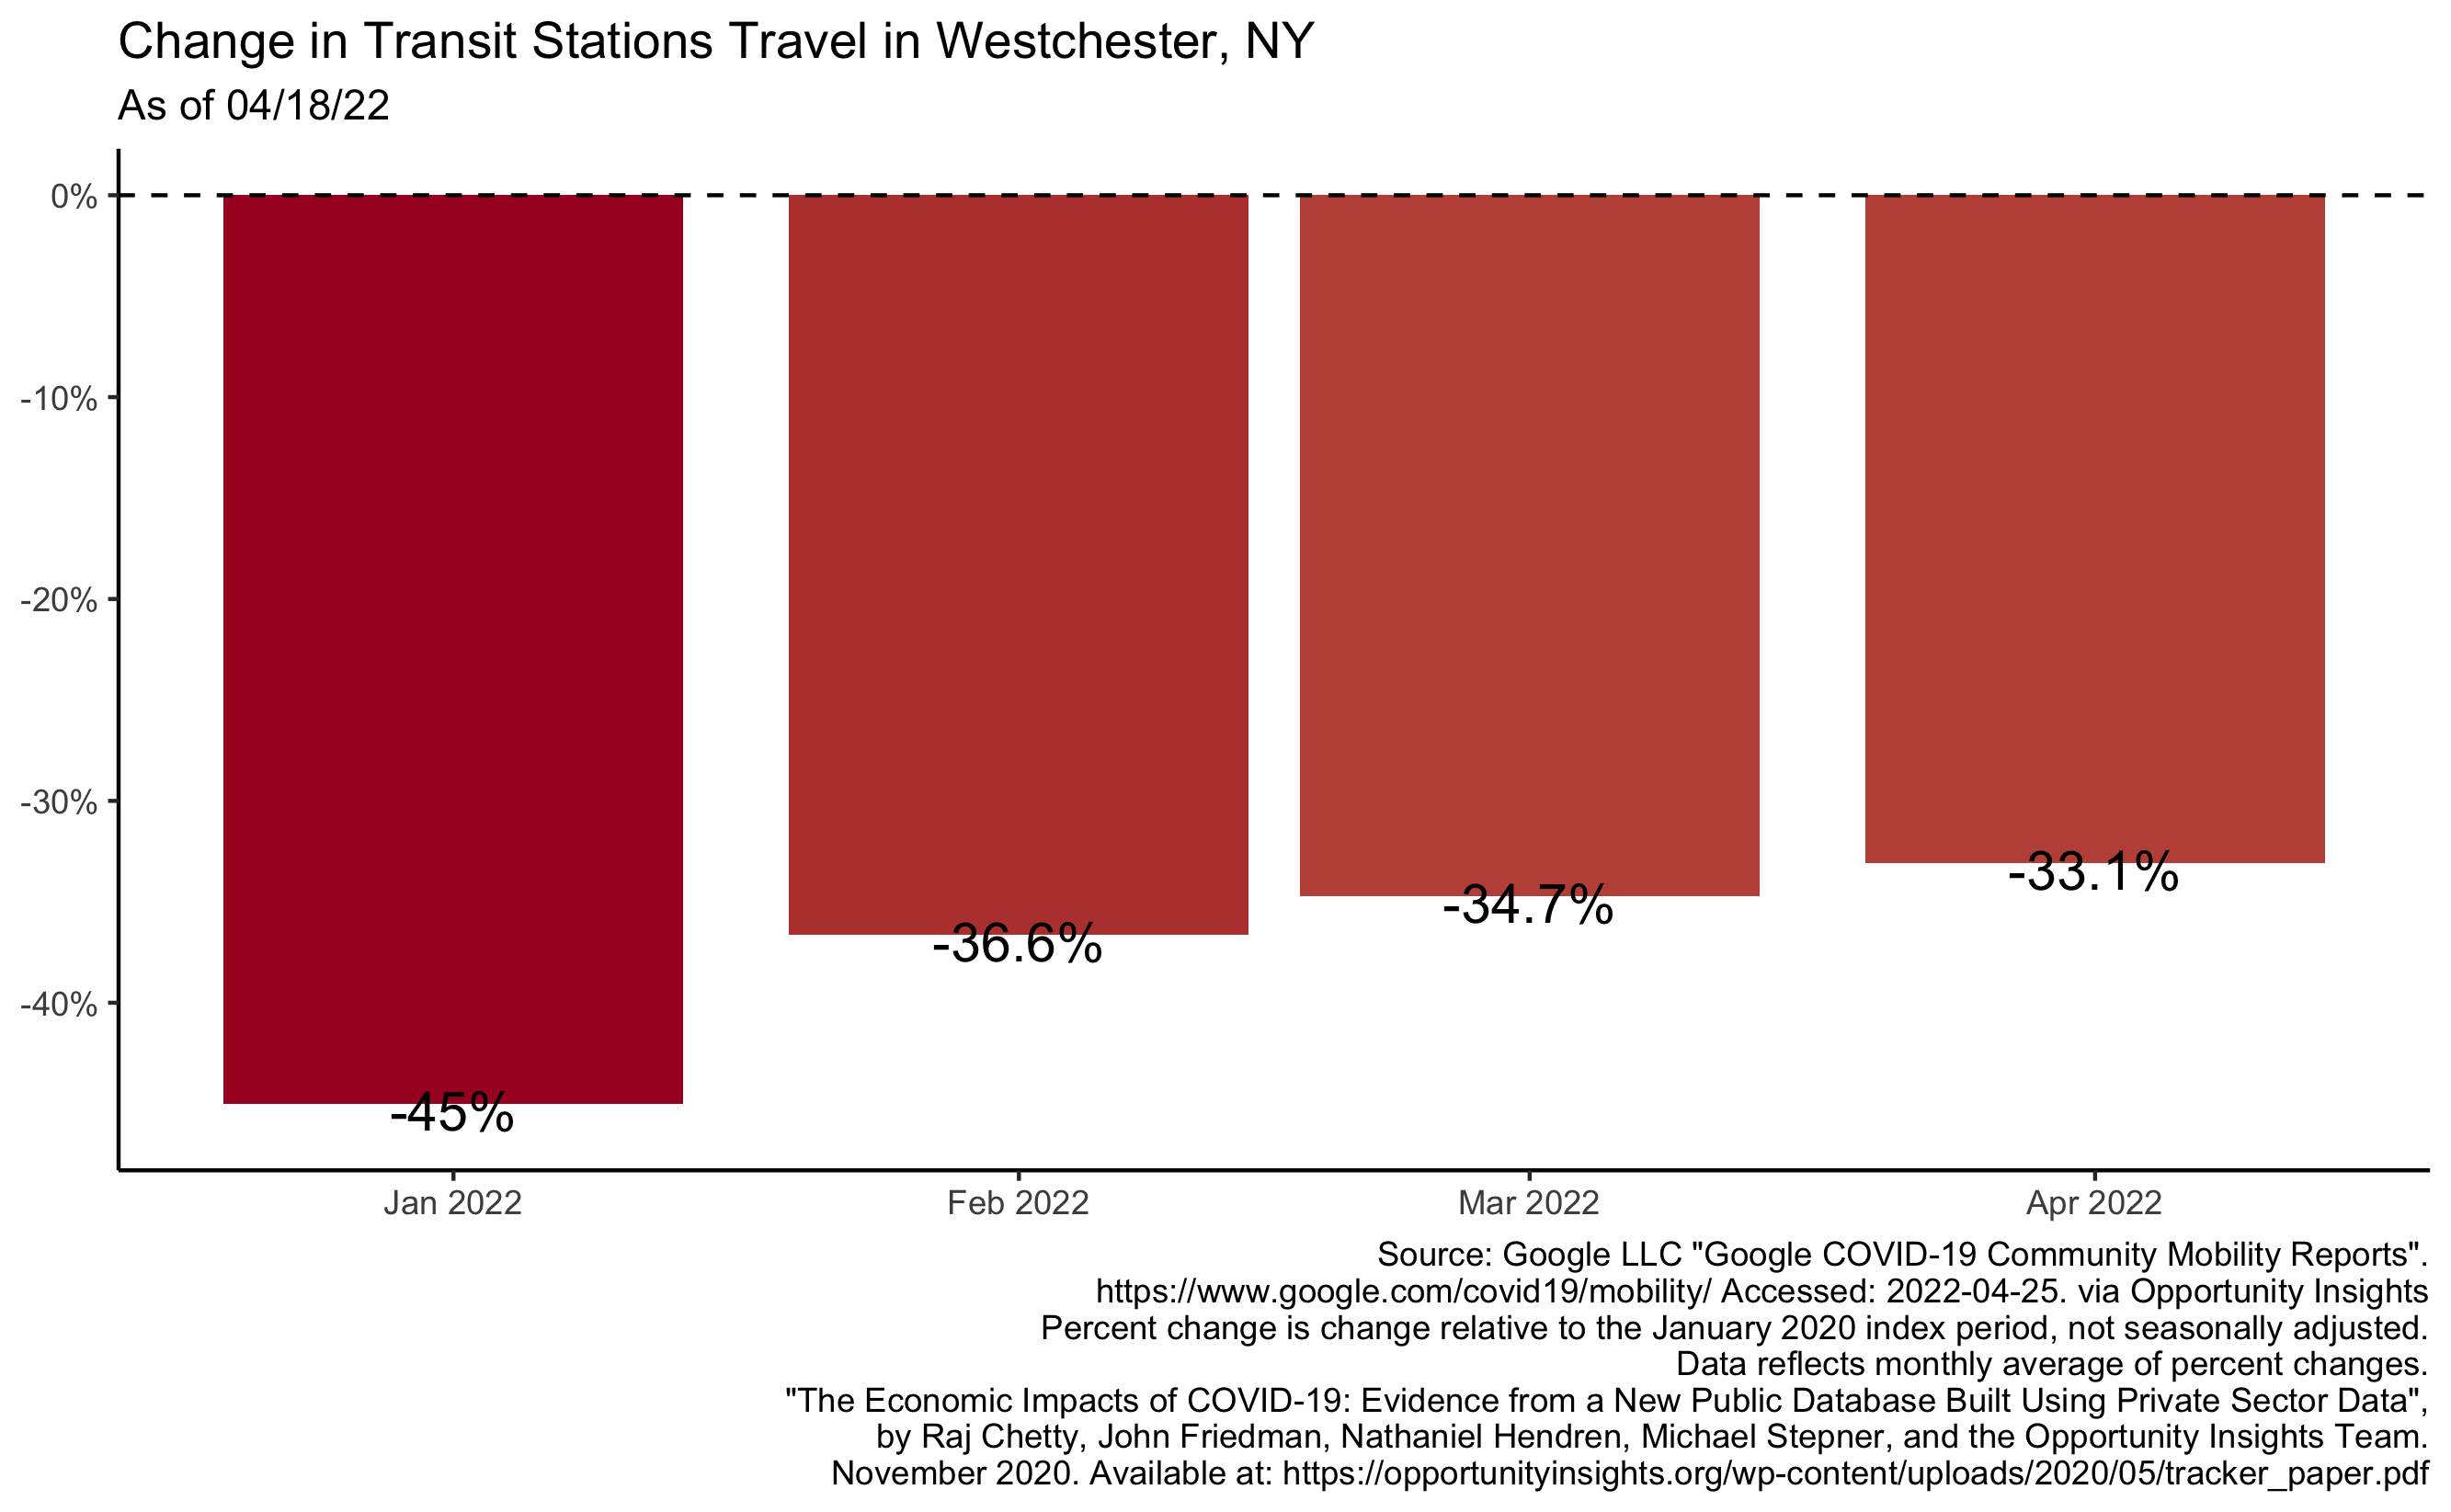 Change in Transit Stations Travel in Westchester, NY
As of 04/18/22
0%
-10%
-20%
-30%
-40%
-45%
-36.6%
-34.7%
-33.1%
Jan 2022
Feb 2022
Mar 2022
Apr 2022
Source: Google LLC "Google COVID-19 Community Mobility Reports".
https://www.google.com/covid19/mobility/ Accessed: 2022-04-25. via Opportunity Insights
Percent change is change relative to the January 2020 index period, not seasonally adjusted.
Data reflects monthly average of percent changes.
"The Economic Impacts of COVID-19: Evidence from a New Public Database Built Using Private Sector Data",
by Raj Chetty, John Friedman, Nathaniel Hendren, Michael Stepner, and the Opportunity Insights Team.
November 2020. Available at: https://opportunityinsights.org/wp-content/uploads/2020/05/tracker_paper.pdf